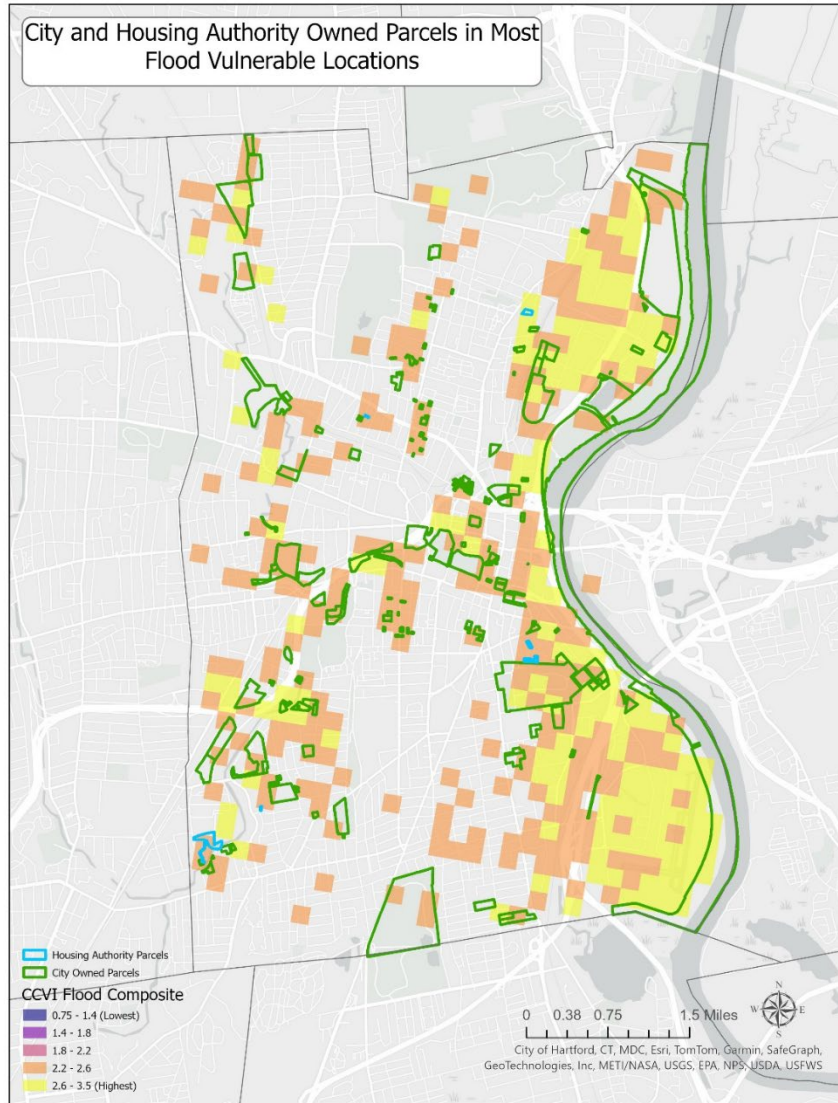 City and Housing Authority Owned Parcels in Most
Flood Vulnerable Locations
Housing Authority Parcels
City Owned Parcels
CCVI Flood Composite
0.75 - 1.4 (Lowest)
1.4 - 1.8
1.8 - 2.2
2.2 - 2.6
2.6 - 3.5 (Highest)
0 0.38 0.75 1.5 Miles
N
W E
S
City of Hartford, CT, MDC, Esri, TomTom, Garmin, SafeGraph,
GeoTechnologies, Inc, METI/NASA, USGS, EPA, NPS, USDA, USFWS